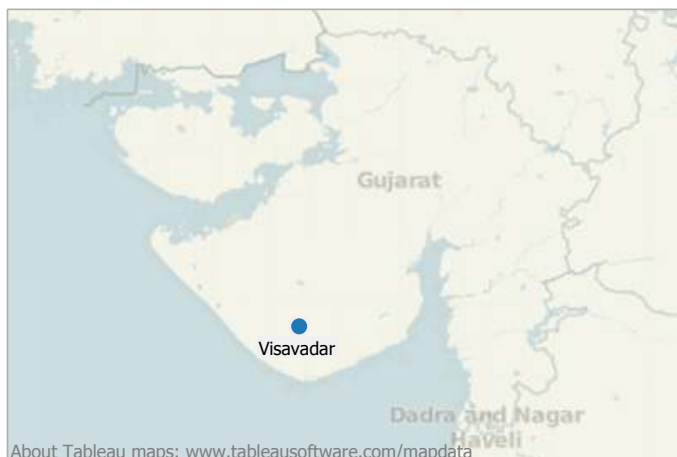 Gujarat
Visavadar
Dadra and Nagar
Haveli
About Tableau maps: www.tableausoftware.com/mapdata